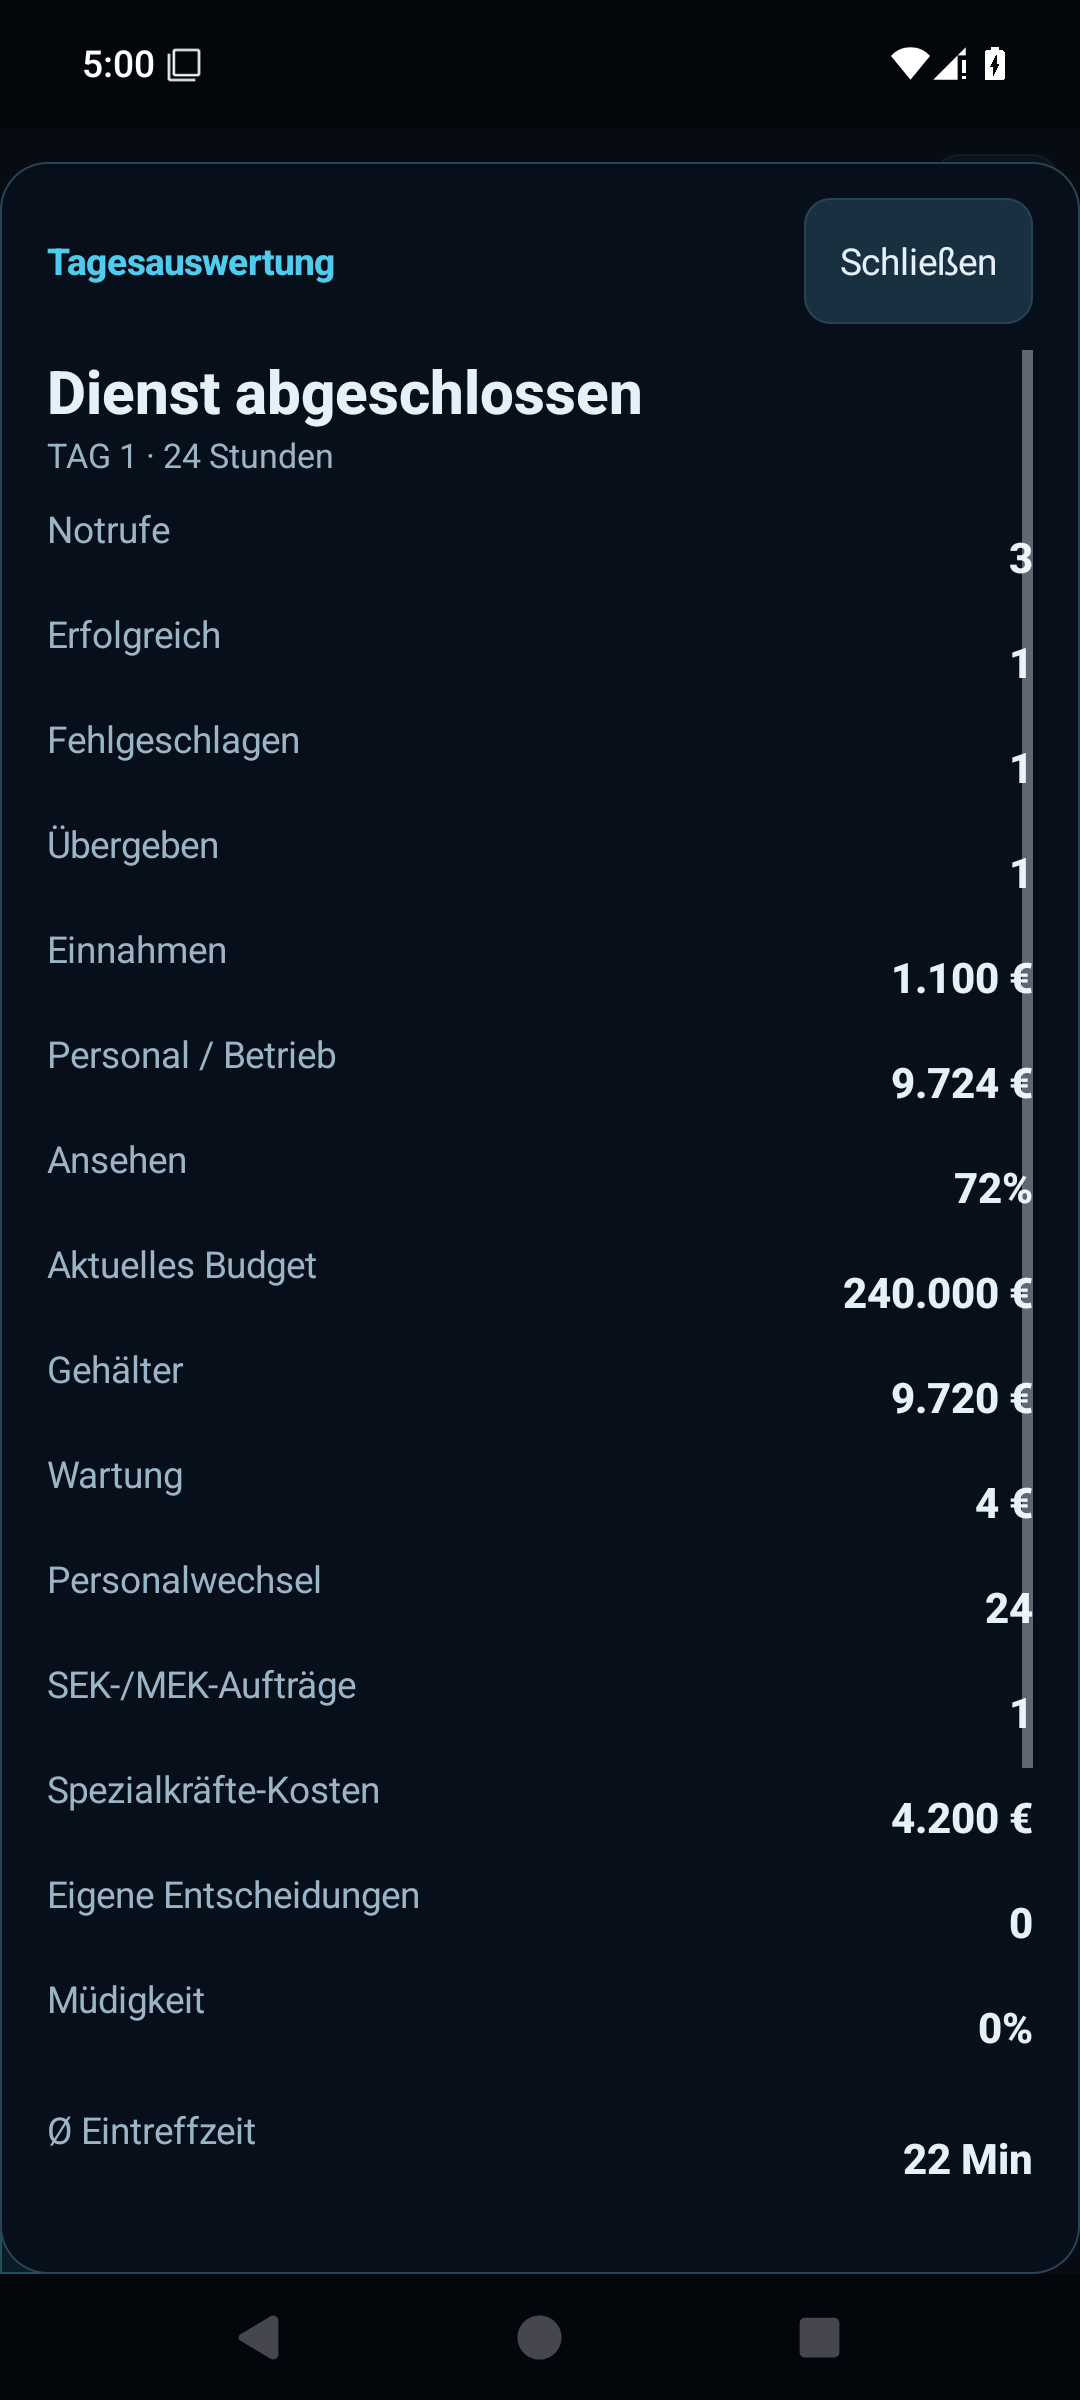 5:00
Tagesauswertung
Schließen
Dienst abgeschlossen
TAG 1 · 24 Stunden
Notrufe
3
Erfolgreich
1
Fehlgeschlagen
1
Übergeben
1
Einnahmen
1.100 €
Personal / Betrieb
9.724 €
Ansehen
72%
Aktuelles Budget
240.000 €
Gehälter
9.720 €
Wartung
4 €
Personalwechsel
24
SEK-/MEK-Aufträge
1
Spezialkräfte-Kosten
4.200 €
Eigene Entscheidungen
0
Müdigkeit
0%
Ø Eintreffzeit
22 Min